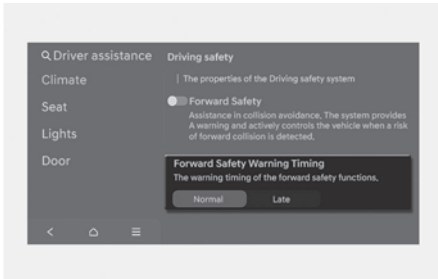 Driver assistance
Climate
Seat
Lights
Door
Driving safety
The properties of the Driving safety system
Forward Safety
Assistance in collision avoidance, The system provides
A warning and actively controls the vehicle when a risk
of forward collision is detected,
Forward Safety Warning Timing
The warning timing of the forward safety functions,
Normal
Late